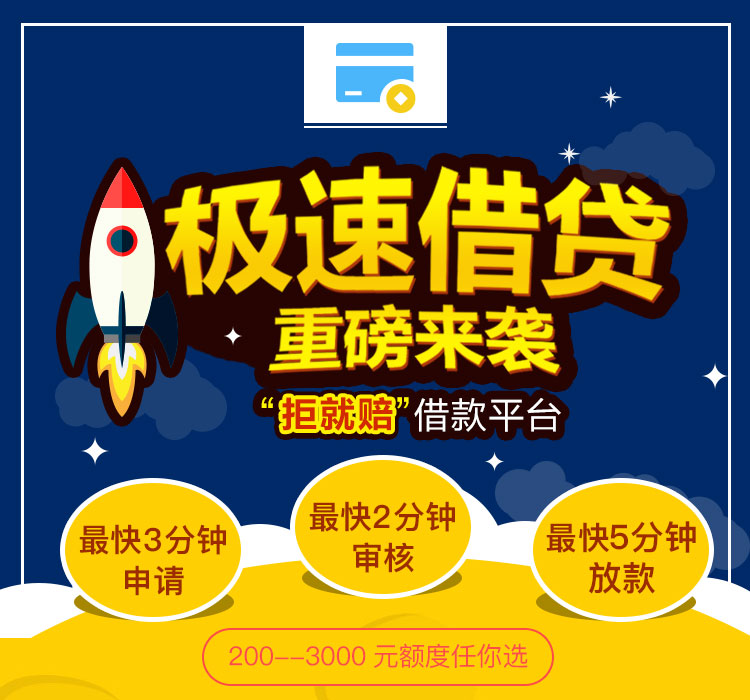 极速借贷
重磅来袭
“拒就赔”借款平台
最快3分钟
申请
最快2分钟
审核
最快5分钟
放款
200--3000 元额度任你选